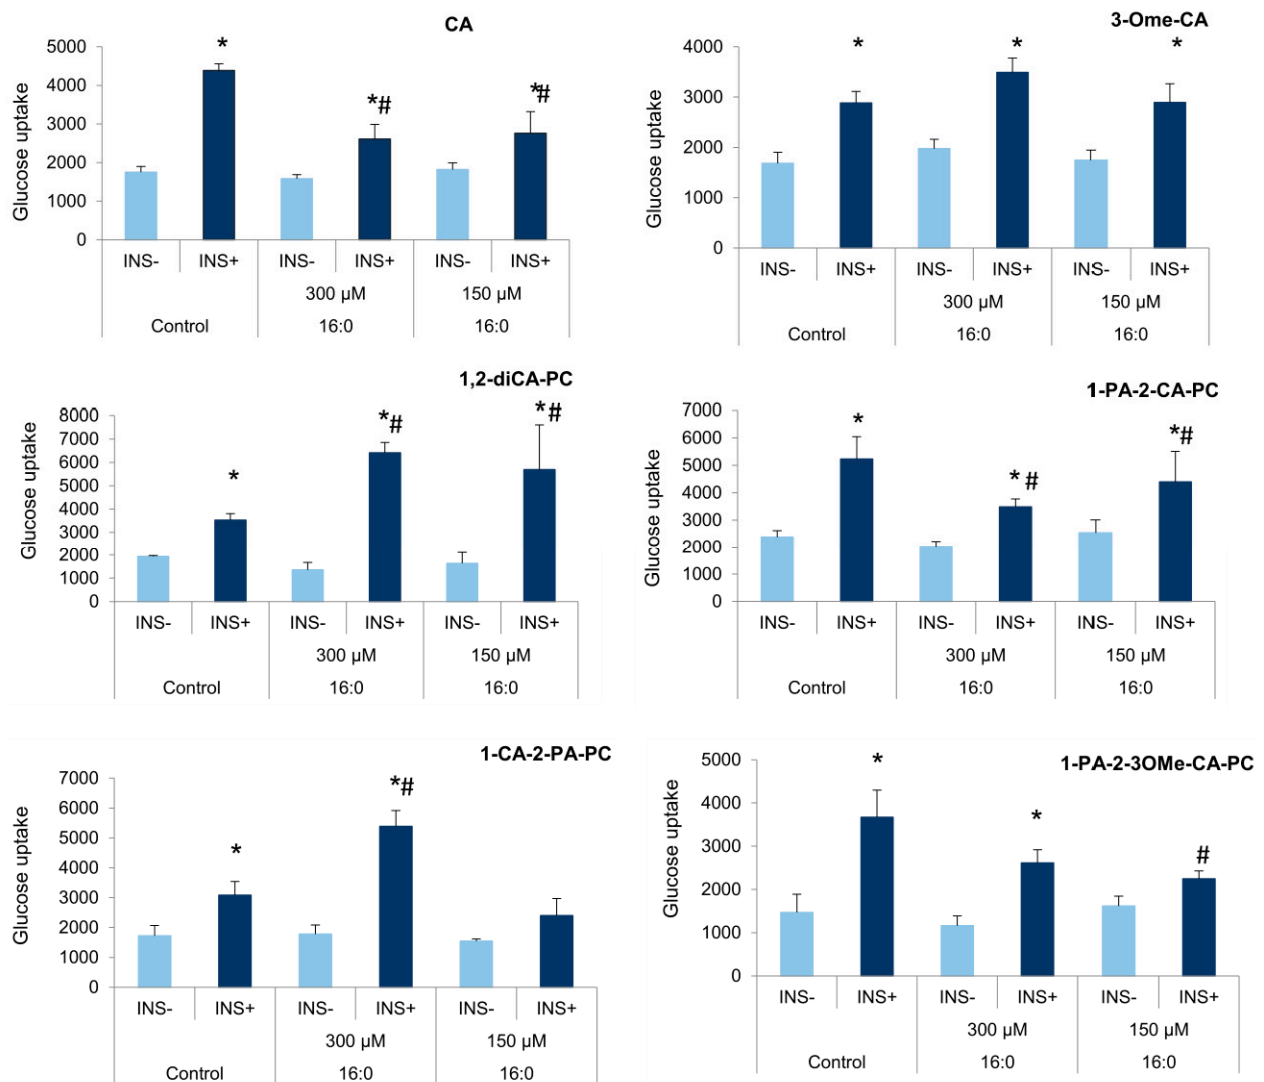 CA
5000
4000
3000
2000
1000
0
Glucose uptake
*
*#
*#
INS- INS+ INS- INS+ INS- INS+
300 µM 150 µM
Control 16:0 16:0
3-Ome-CA
4000
3000
2000
1000
0
Glucose uptake
*
*
*
INS- INS+ INS- INS+ INS- INS+
300 µM 150 µM
Control 16:0 16:0
1,2-diCA-PC
8000
7000
6000
5000
4000
3000
2000
1000
0
Glucose uptake
*
*#
*#
INS- INS+ INS- INS+ INS- INS+
300 µM 150 µM
Control 16:0 16:0
1-PA-2-CA-PC
7000
6000
5000
4000
3000
2000
1000
0
Glucose uptake
*
* #
*#
INS- INS+ INS- INS+ INS- INS+
300 µM 150 µM
Control 16:0 16:0
1-CA-2-PA-PC
7000
6000
5000
4000
3000
2000
1000
0
Glucose uptake
*
*#
INS- INS+ INS- INS+ INS- INS+
300 µM 150 µM
Control 16:0 16:0
1-PA-2-3OMe-CA-PC
5000
4000
3000
2000
1000
0
Glucose uptake
*
*
#
INS- INS+ INS- INS+ INS- INS+
300 µM 150 µM
Control 16:0 16:0